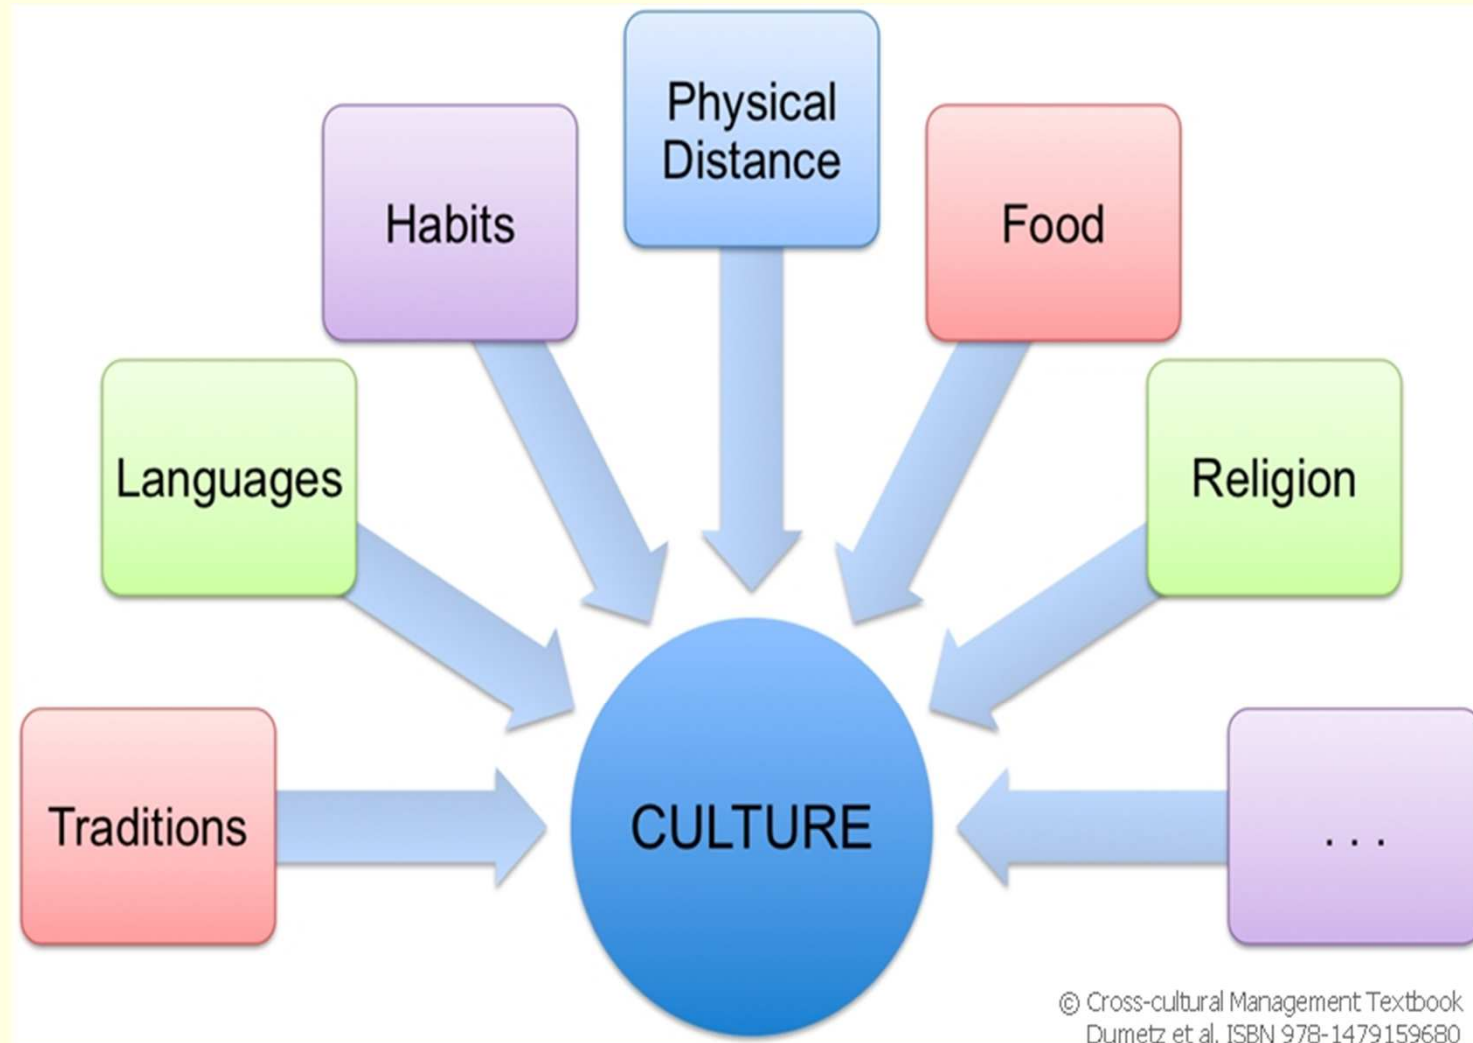 Physical
Distance
Habits
Food
Languages
Religion
Traditions
CULTURE
. . .
© Cross-cultural Management Textbook
Dumetz et al. ISBN 978-1479159680